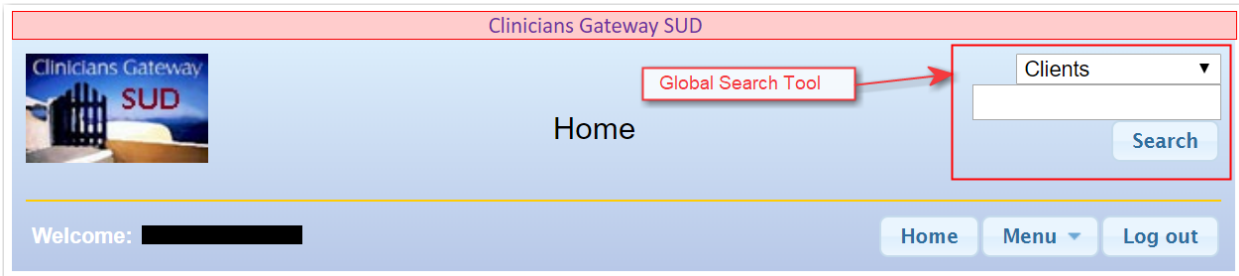 Clinicians Gateway SUD
Clinicians Gateway
SUD
Global Search Tool
Clients
Home
Search
Welcome:
Home Menu Log out